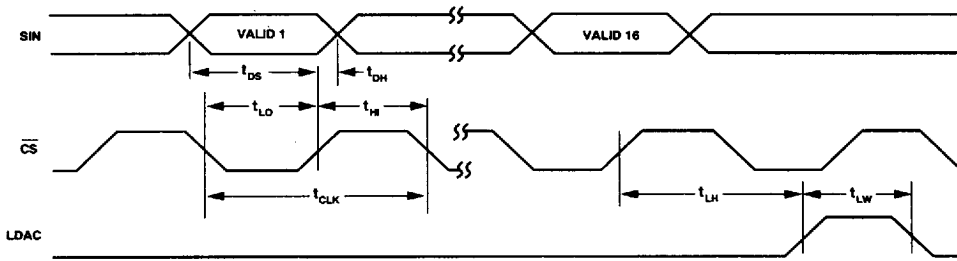 SIN
VALID 1
VALID 16
tDS
tDH
tLO
tHI
CS
tCLK
tLH
tLW
LDAC